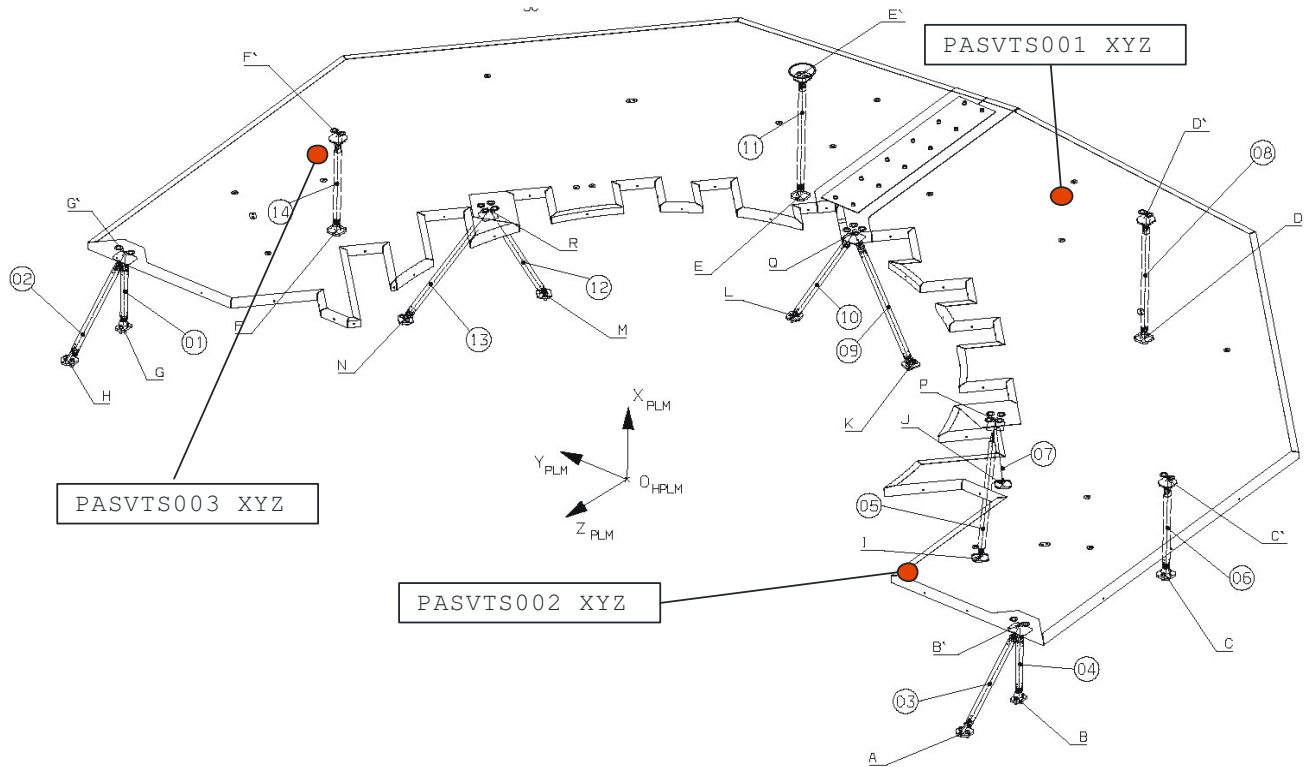 E`
PASVTS001 XYZ
F`
11
D`
08
14
G`
D
R
E
Q
02
12
L
10
01
M
13
09
G
N
H
K
X PLM
P
J
Y PLM
O HPLM
07
PASVTS003 XYZ
Z PLM
05
C`
I
06
PASVTS002 XYZ
B`
C
04
03
B
A